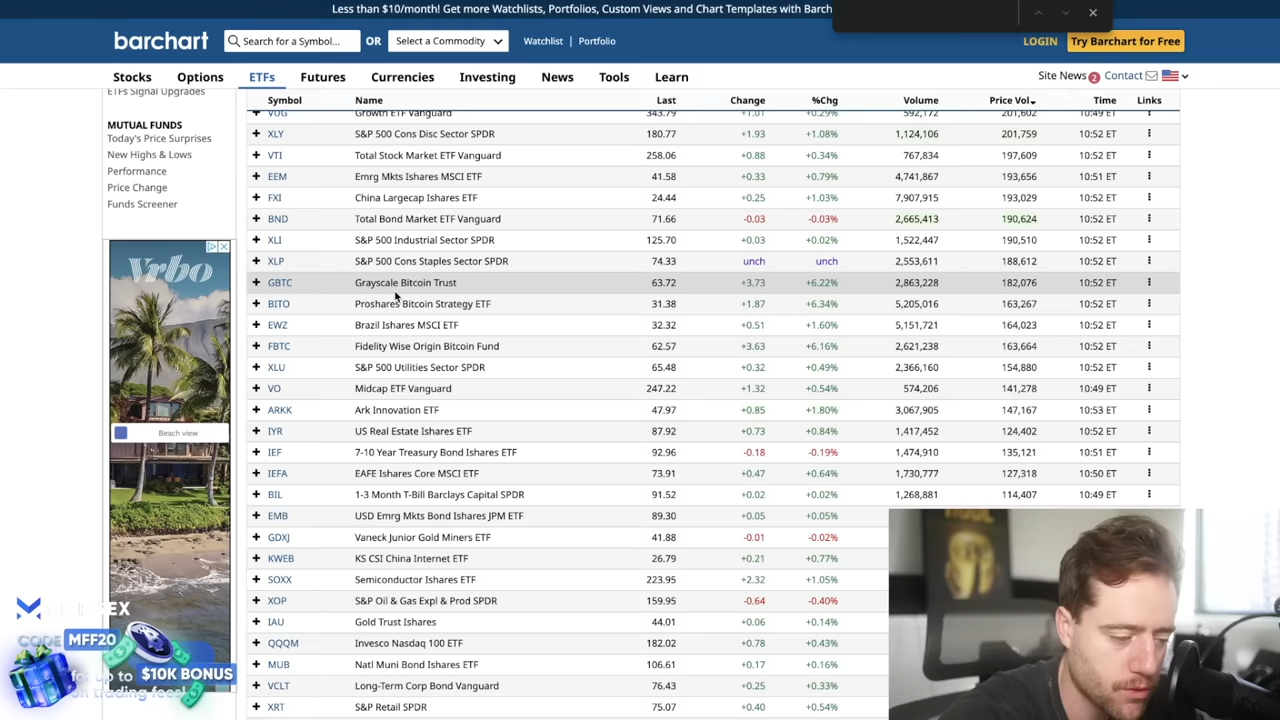 Less than $10/month! Get more Watchlists, Portfolios, Custom Views and Chart Templates with Barch
barchart
Search for a Symbol...
OR
Select a Commodity
Watchlist | Portfolio
LOGIN
Try Barchart for Free
Stocks Options ETFs Futures Currencies Investing News Tools Learn
Site News 2 Contact
ETFs Signal Upgrades
MUTUAL FUNDS
Today's Price Surprises
New Highs & Lows
Performance
Price Change
Funds Screener
Vrbo
Beach view
Symbol Name Last Change %Chg Volume Price Vol Time Links
VUG Growth ETF Vanguard 343.79 +1.01 +0.29% 592,172 201,602 10:49 ET
XLY S&P 500 Cons Disc Sector SPDR 180.77 +1.93 +1.08% 1,124,106 201,759 10:52 ET
VTI Total Stock Market ETF Vanguard 258.06 +0.88 +0.34% 767,834 197,609 10:52 ET
EEM Emrg Mkts Ishares MSCI ETF 41.58 +0.33 +0.79% 4,741,867 193,656 10:51 ET
FXI China Largecap Ishares ETF 24.44 +0.25 +1.03% 7,907,915 193,029 10:52 ET
BND Total Bond Market ETF Vanguard 71.66 -0.03 -0.03% 2,665,413 190,624 10:52 ET
XLI S&P 500 Industrial Sector SPDR 125.70 +0.03 +0.02% 1,522,447 190,510 10:52 ET
XLP S&P 500 Cons Staples Sector SPDR 74.33 unch unch 2,553,611 188,612 10:52 ET
GBTC Grayscale Bitcoin Trust 63.72 +3.73 +6.22% 2,863,228 182,076 10:52 ET
BITO Proshares Bitcoin Strategy ETF 31.38 +1.87 +6.34% 5,205,016 163,267 10:52 ET
EWZ Brazil Ishares MSCI ETF 32.32 +0.51 +1.60% 5,151,721 164,023 10:52 ET
FBTC Fidelity Wise Origin Bitcoin Fund 62.57 +3.63 +6.16% 2,621,238 163,664 10:52 ET
XLU S&P 500 Utilities Sector SPDR 65.48 +0.32 +0.49% 2,366,160 154,880 10:52 ET
VO Midcap ETF Vanguard 247.22 +1.32 +0.54% 574,206 141,278 10:49 ET
ARKK Ark Innovation ETF 47.97 +0.85 +1.80% 3,067,905 147,167 10:53 ET
IYR US Real Estate Ishares ETF 87.92 +0.73 +0.84% 1,417,452 124,402 10:52 ET
IEF 7-10 Year Treasury Bond Ishares ETF 92.96 -0.18 -0.19% 1,474,910 135,121 10:51 ET
IEFA EAFE Ishares Core MSCI ETF 73.91 +0.47 +0.64% 1,730,777 127,318 10:50 ET
BIL 1-3 Month T-Bill Barclays Capital SPDR 91.52 +0.02 +0.02% 1,268,881 114,407 10:49 ET
EMB USD Emrg Mkts Bond Ishares JPM ETF 89.30 +0.05 +0.05%
GDXJ Vaneck Junior Gold Miners ETF 41.88 -0.01 -0.02%
KWEB KS CSI China Internet ETF 26.79 +0.21 +0.77%
SOXX Semiconductor Ishares ETF 223.95 +2.32 +1.05%
XOP S&P Oil & Gas Expl & Prod SPDR 159.95 -0.64 -0.40%
IAU Gold Trust Ishares 44.01 +0.06 +0.14%
QQQM Invesco Nasdaq 100 ETF 182.02 +0.78 +0.43%
MUB Natl Muni Bond Ishares ETF 106.61 +0.17 +0.16%
VCLT Long-Term Corp Bond Vanguard 76.43 +0.25 +0.33%
XRT S&P Retail SPDR 75.07 +0.40 +0.54%
CODE MFF20
for up to $10K BONUS
on trading fees!